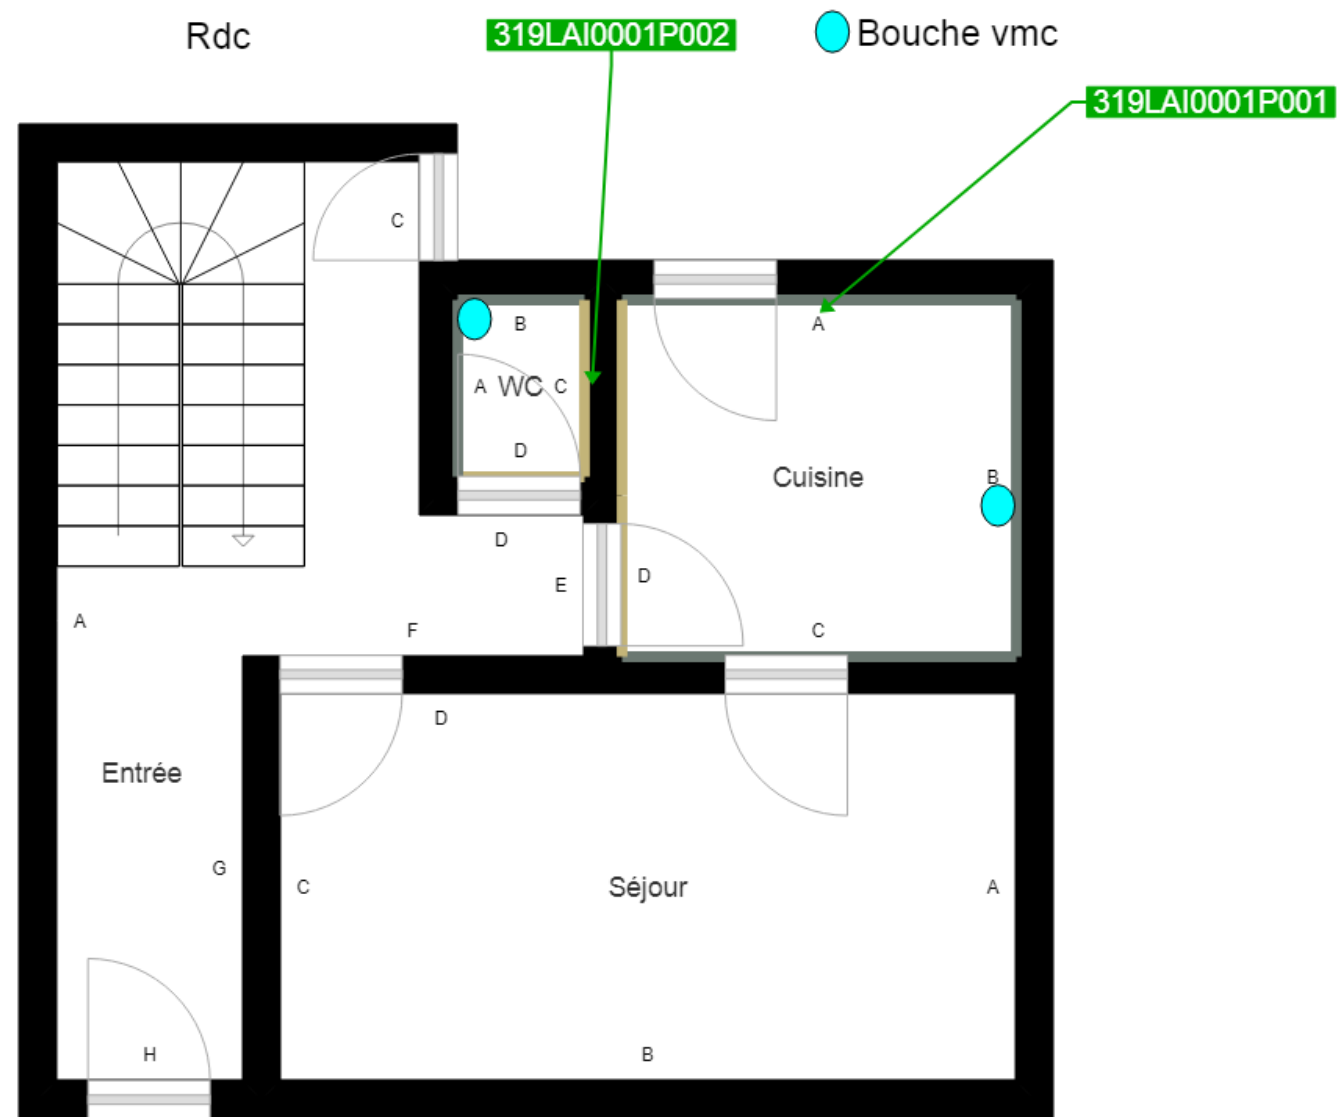 Rdc
319LAI0001P002
Bouche vmc
319LAI0001P001
C
B
A
A
WC
C
D
Cuisine
B
D
E
D
A
F
C
D
Entrée
G
C
Séjour
A
H
B